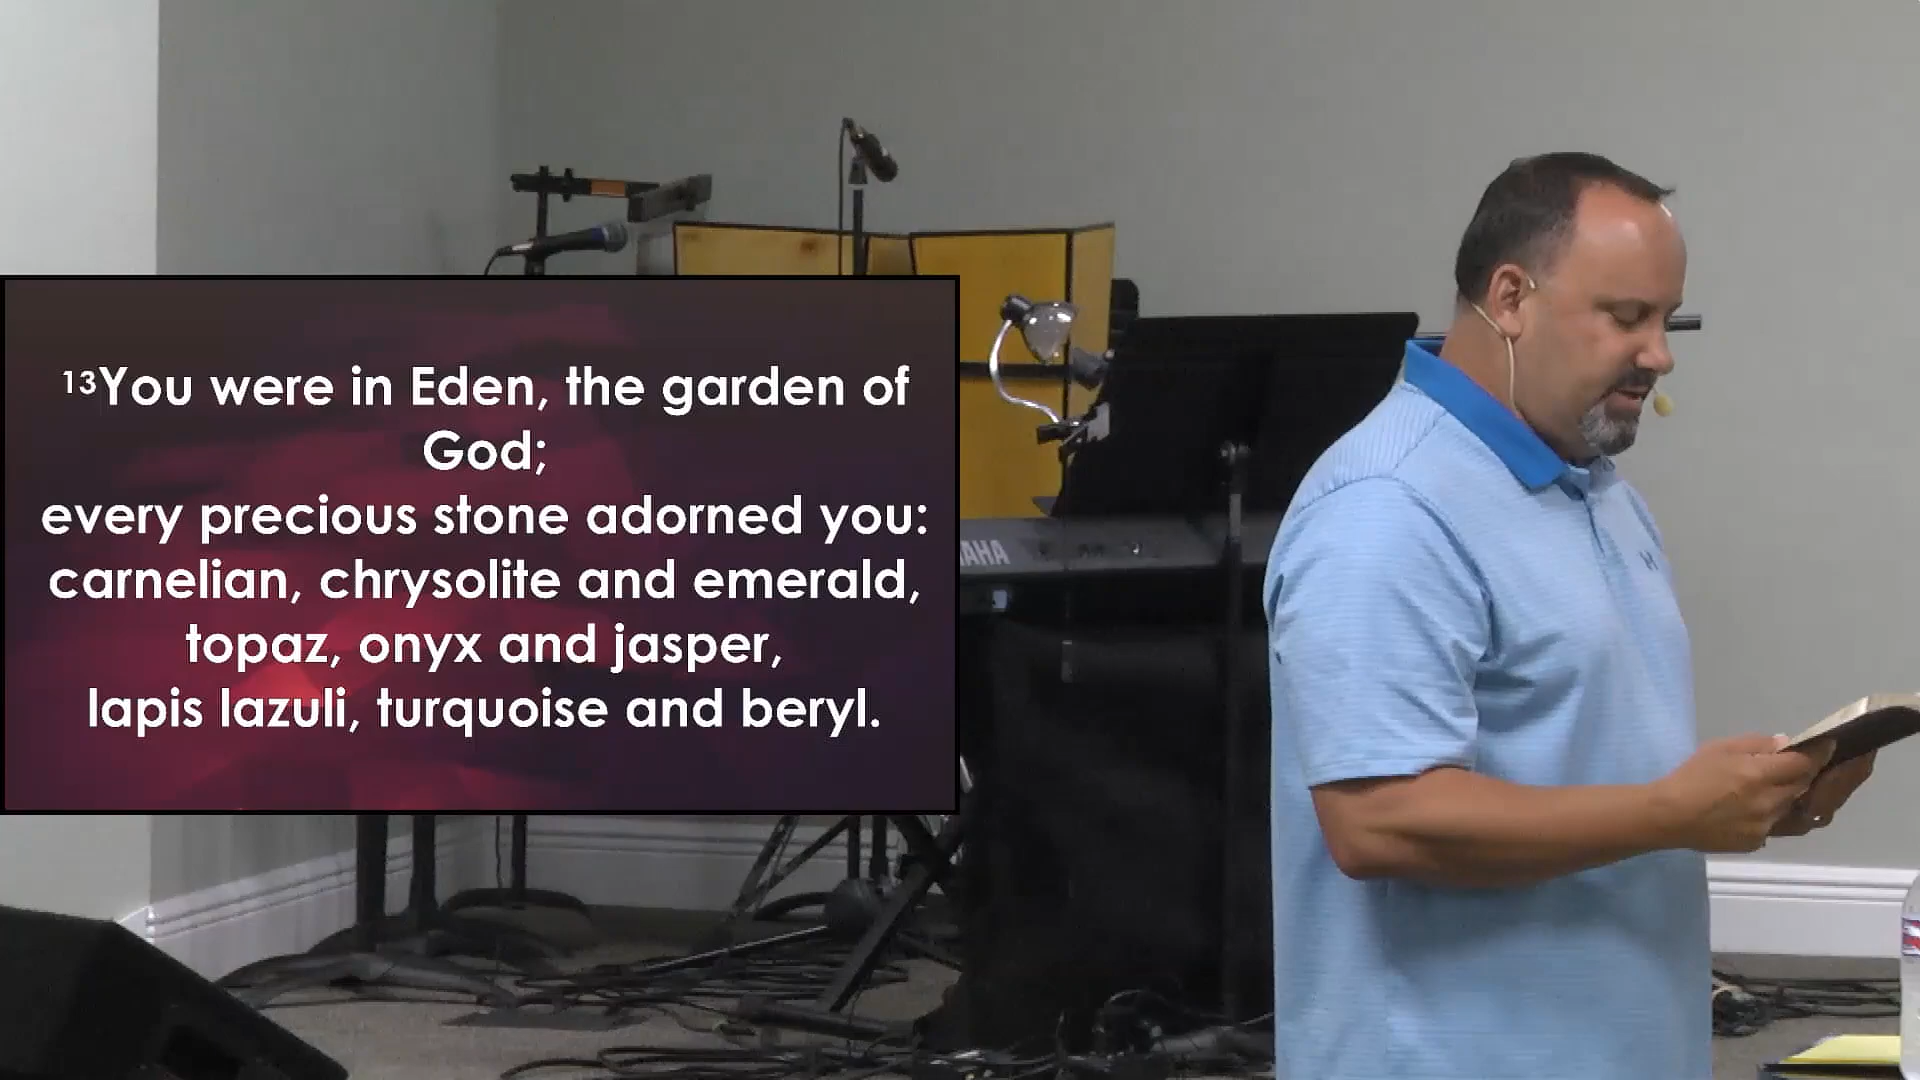 ¹³You were in Eden, the garden of
God;
every precious stone adorned you:
carnelian, chrysolite and emerald,
topaz, onyx and jasper,
lapis lazuli, turquoise and beryl.
AHA
H